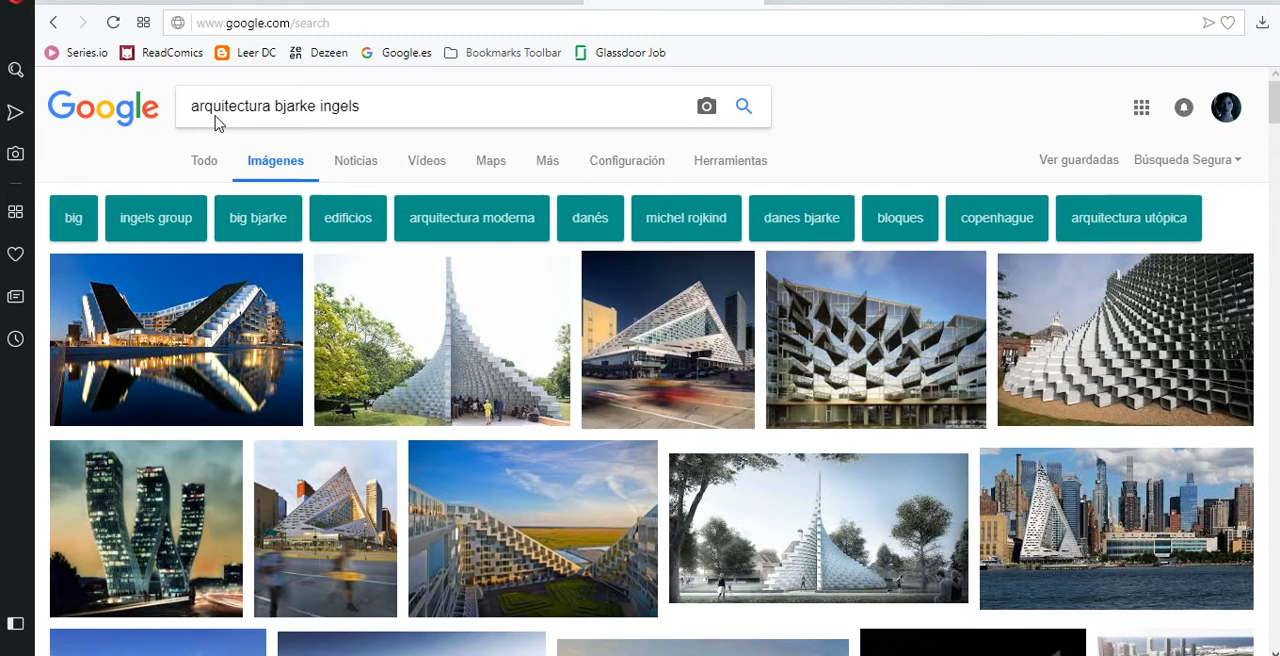 www.google.com/search
Series.io ReadComics Leer DC Dezeen Google.es Bookmarks Toolbar Glassdoor Job
Google
arquitectura bjarke ingels
Todo Imágenes Noticias Vídeos Maps Más Configuración Herramientas Ver guardadas Búsqueda Segura
big ingels group big bjarke edificios arquitectura moderna danés michel rojkind danes bjarke bloques copenhague arquitectura utópica